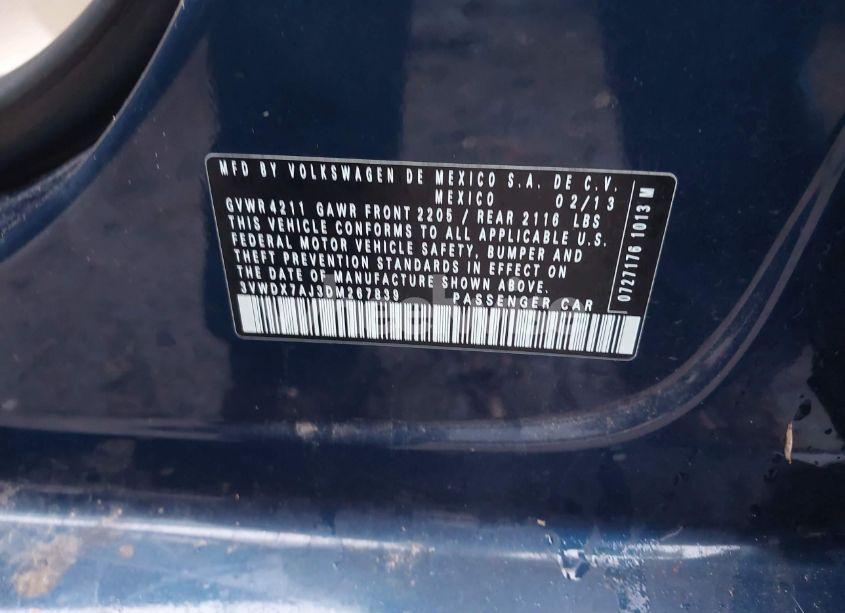 MFD BY VOLKSWAGEN DE MEXICO S.A. DE C.V.
MEXICO 02/13
GVWR4211 GAWR FRONT 2205 / REAR 2116 LBS
THIS VEHICLE CONFORMS TO ALL APPLICABLE U.S.
FEDERAL MOTOR VEHICLE SAFETY, BUMPER AND
THEFT PREVENTION STANDARDS IN EFFECT ON
THE DATE OF MANUFACTURE SHOWN ABOVE.
3VWDX7AJ3DM267839 PASSENGER CAR
0727176 1013 M